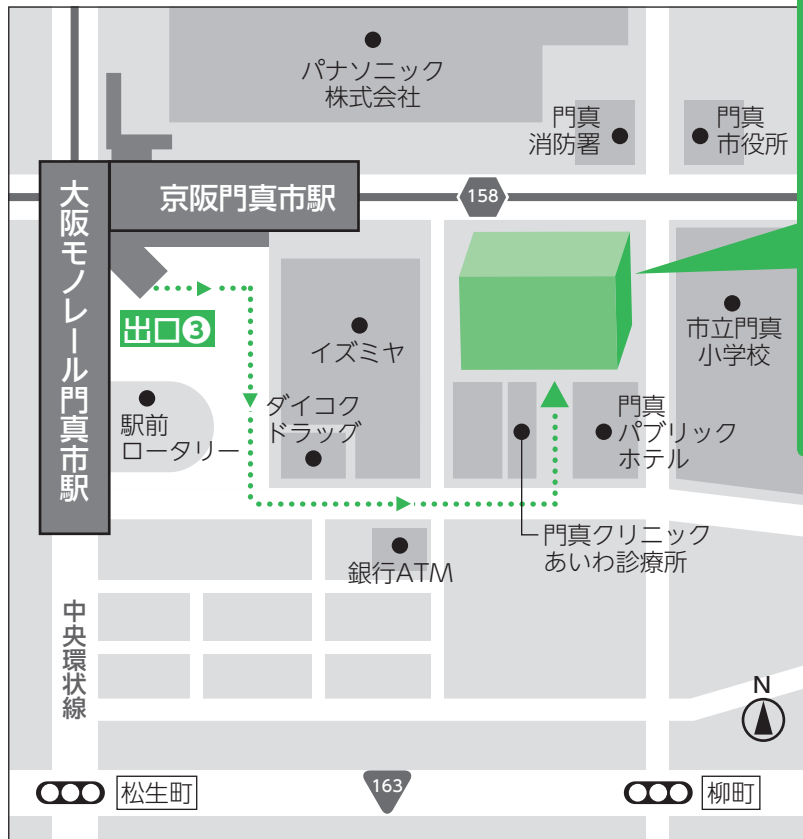 パナソニック
株式会社
門真
消防署
門真
市役所
京阪門真市駅
158
大阪モノレール門真市駅
出口❸
イズミヤ
市立門真
小学校
駅前
ロータリー
ダイコク
ドラッグ
門真
パブリック
ホテル
門真クリニック
あいわ診療所
銀行ATM
中央環状線
N
松生町
163
柳町